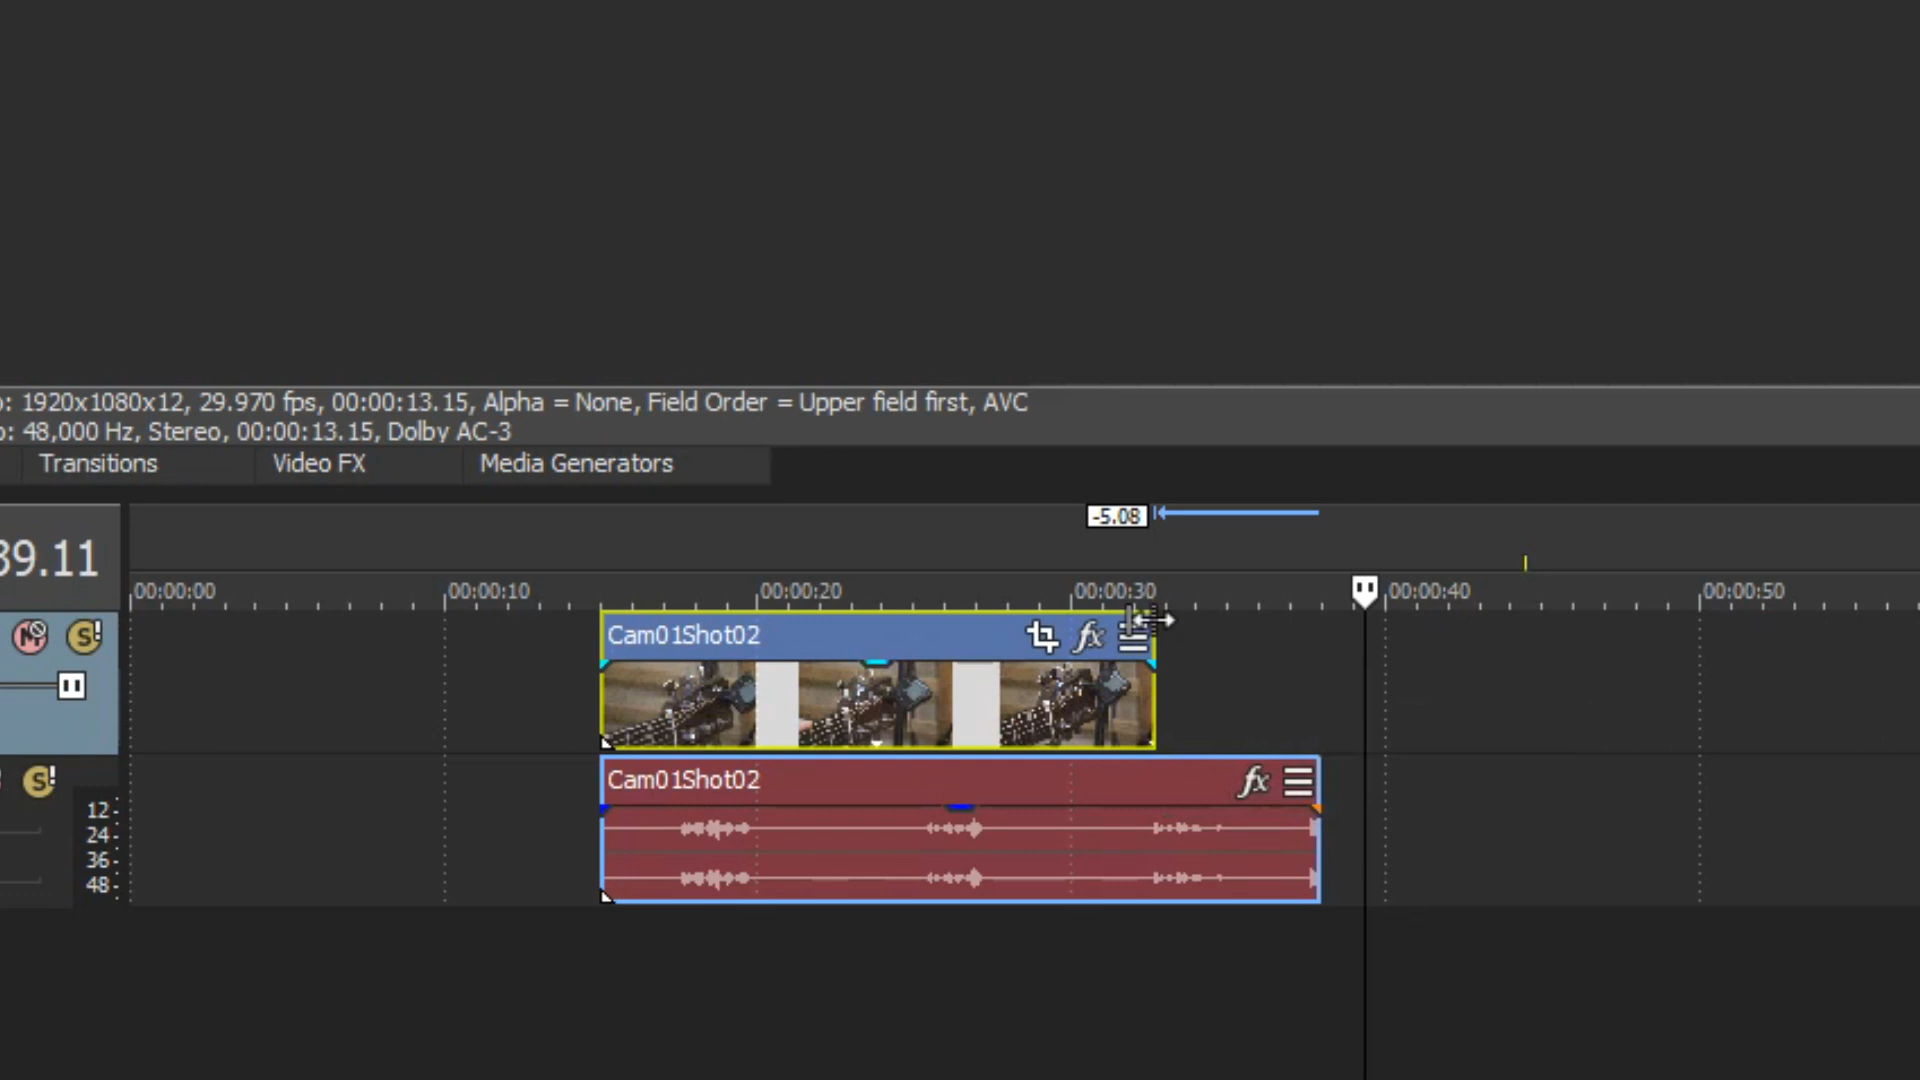 o: 1920x1080x12, 29.970 fps, 00:00:13.15, Alpha = None, Field Order = Upper field first, AVC
o: 48,000 Hz, Stereo, 00:00:13.15, Dolby AC-3
Transitions Video FX Media Generators
-5.08
39.11
00:00:00 00:00:10 00:00:20 00:00:30 00:00:40 00:00:50
M S!
Cam01Shot02 fx
S!
Cam01Shot02 fx
12-
24-
36-
48-